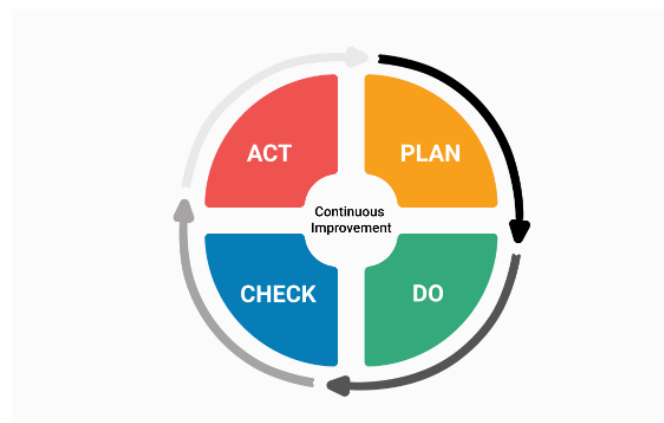 ACT
PLAN
Continuous
Improvement
CHECK
DO